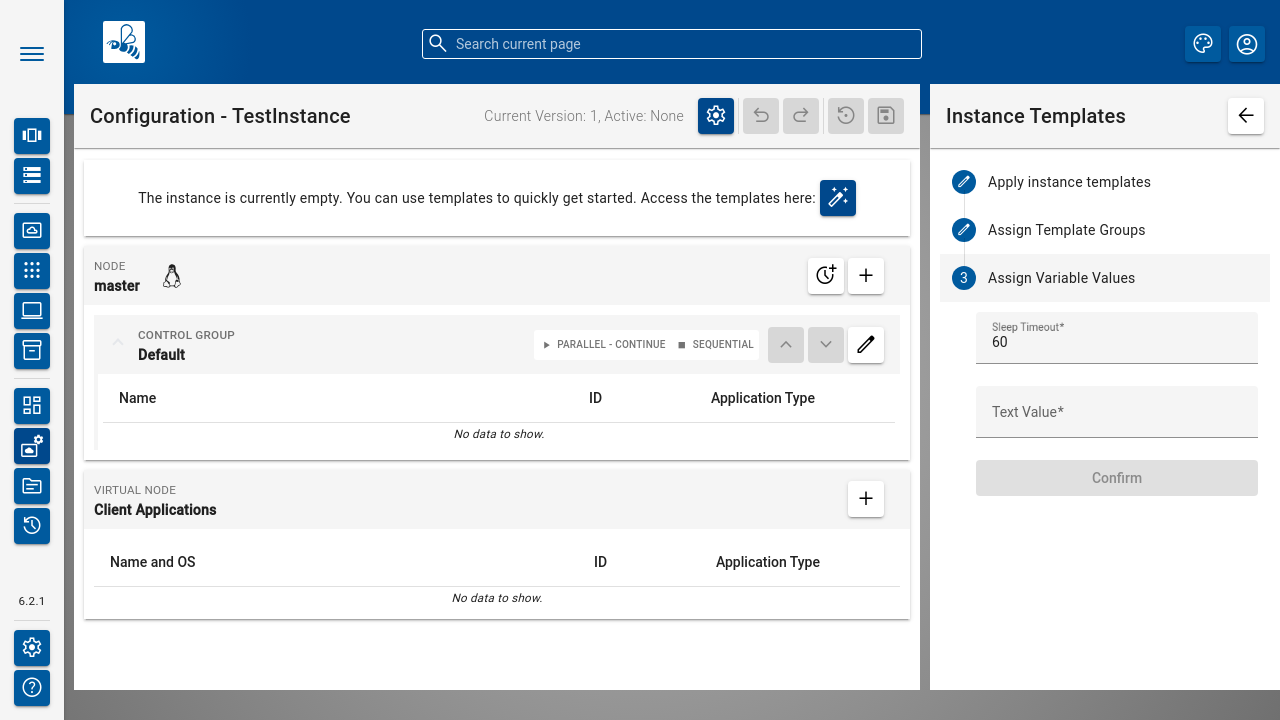 Search current page
Configuration - TestInstance
Current Version: 1, Active: None
Instance Templates
The instance is currently empty. You can use templates to quickly get started. Access the templates here:
NODE
master
CONTROL GROUP
Default
PARALLEL - CONTINUE
SEQUENTIAL
Name
ID
Application Type
No data to show.
VIRTUAL NODE
Client Applications
Name and OS
ID
Application Type
No data to show.
Apply instance templates
Assign Template Groups
3
Assign Variable Values
Sleep Timeout*
60
Text Value*
Confirm
6.2.1